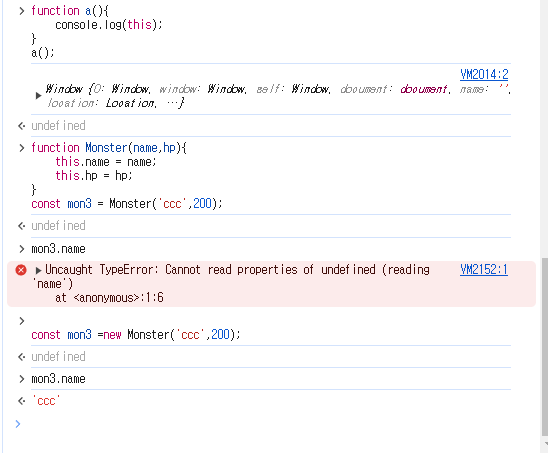 function a(){
console.log(this);
}
a();
VM2014:2
Window {0: Window, window: Window, self: Window, document: document, name: '',
location: Location, …}
undefined
function Monster(name,hp){
this.name = name;
this.hp = hp;
}
const mon3 = Monster('ccc',200);
undefined
mon3.name
Uncaught TypeError: Cannot read properties of undefined (reading VM2152:1
'name')
at <anonymous>:1:6
const mon3 =new Monster('ccc',200);
undefined
mon3.name
'ccc'